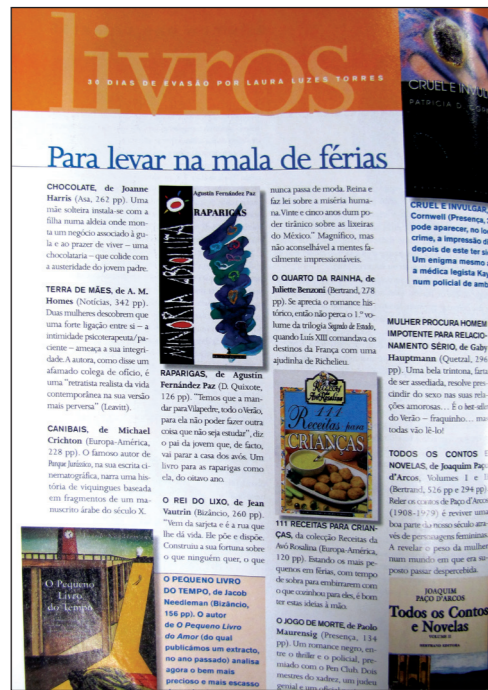 livros
30 DIAS DE EVASÃO POR LAURA LUZES TORRES
Para levar na mala de férias
CHOCOLATE, de Joanne
Harris (Asa, 262 pp). Uma
mãe solteira instala-se com a
filha numa aldeia onde mon-
ta um negócio associado à gu-
la e ao prazer de viver – uma
chocolataria – que colide com
a austeridade do jovem padre.
TERRA DE MÃES, de A. M.
Homes (Notícias, 342 pp).
Duas mulheres descobrem que
uma forte ligação entre si – a
intimidade psicoterapeuta/pa-
ciente – ameaça a sua integri-
dade. A autora, como disse um
afamado colega de ofício, é
uma "retratista realista da vida
contemporânea na sua versão
mais perversa" (Leavitt).
CANIBAIS, de Michael
Crichton (Europa-América,
228 pp). O famoso autor de
Parque Jurássico, na sua escrita ci-
nematográfica, narra uma his-
tória de viquingues baseada
em fragmentos de um ma-
nuscrito árabe do século X.
O Pequeno
Livro
do Tempo
Agustín Fernández Paz
RAPARIGAS
MINORIA ABSOLUTA
RAPARIGAS, de Agustín
Fernández Paz (D. Quixote,
126 pp). "Temos que a man-
dar para Vilapedre, todo o Verão,
para ela não poder fazer outra
coisa que não seja estudar", diz
o pai da jovem que, de facto,
vai parar a casa dos avós. Um
livro para as raparigas como
ela, do oitavo ano.
O REI DO LIXO, de Jean
Vautrin (Bizâncio, 260 pp).
"Vem da sarjeta e é a rua que
lhe dá vida. Ele põe e dispõe.
Construiu a sua fortuna sobre
o que ninguém quer, o que
O PEQUENO LIVRO
DO TEMPO, de Jacob
Needleman (Bizâncio,
156 pp). O autor
de O Pequeno Livro
do Amor (do qual
publicámos um extracto,
no ano passado) analisa
agora o bem mais
precioso e mais escasso
nunca passa de moda. Reina e
faz lei sobre a miséria huma-
na. Vinte e cinco anos dum po-
der tirânico sobre as lixeiras
do México." Magnífico, mas
não aconselhável a mentes fa-
cilmente impressionáveis.
O QUARTO DA RAINHA, de
Juliette Benzoni (Bertrand, 278
pp). Se aprecia o romance his-
tórico, então não perca o 1.º vo-
lume da trilogia Segredo de Estado,
quando Luís XIII comandava os
destinos da França com uma
ajudinha de Richelieu.
Receitas
da
Avó Rosalina
111
Receitas para
CRIANÇAS
111 RECEITAS PARA CRIAN-
ÇAS, da colecção Receitas da
Avó Rosalina (Europa-América,
120 pp). Estando os mais pe-
quenos em férias, com tempo
de sobra para embirrarem com
o que cozinhou para eles, é bom
ter estas ideias à mão.
O JOGO DE MORTE, de Paolo
Maurensig (Presença, 134
pp). Um romance negro, en-
tre o thriller e o policial, pre-
miado com o Pen Club. Dois
mestres do xadrez, um judeu
genial e um oficial
CRUEL E INVUL
PATRICIA D. COR
CRUEL E INVULGAR,
Cornwell (Presença,
pode aparecer, no loc
crime, a impressão di
depois de este ter si
Um enigma mesmo a
a médica legista Kay
num policial de amb
MULHER PROCURA HOMEM
IMPOTENTE PARA RELACIO-
NAMENTO SÉRIO, de Gaby
Hauptmann (Quetzal, 296
pp). Uma bela trintona, farta
de ser assediada, resolve pres-
cindir do sexo nas suas rela-
ções amorosas... É o best-seller
do Verão – fraquinho... mas
todas vão lê-lo!
TODOS OS CONTOS E
NOVELAS, de Joaquim Paço
d'Arcos, Volumes I e II
(Bertrand, 526 pp e 294 pp).
Reler os contos de Paço d'Arcos
(1908-1979) é reviver uma
boa parte do nosso século atra-
vés de personagens femininas.
A revelar o peso da mulher
num mundo em que era su-
posto passar despercebida.
JOAQUIM
PAÇO D'ARCOS
Todos os Contos
e Novelas
VOLUME II
BERTRAND EDITORA